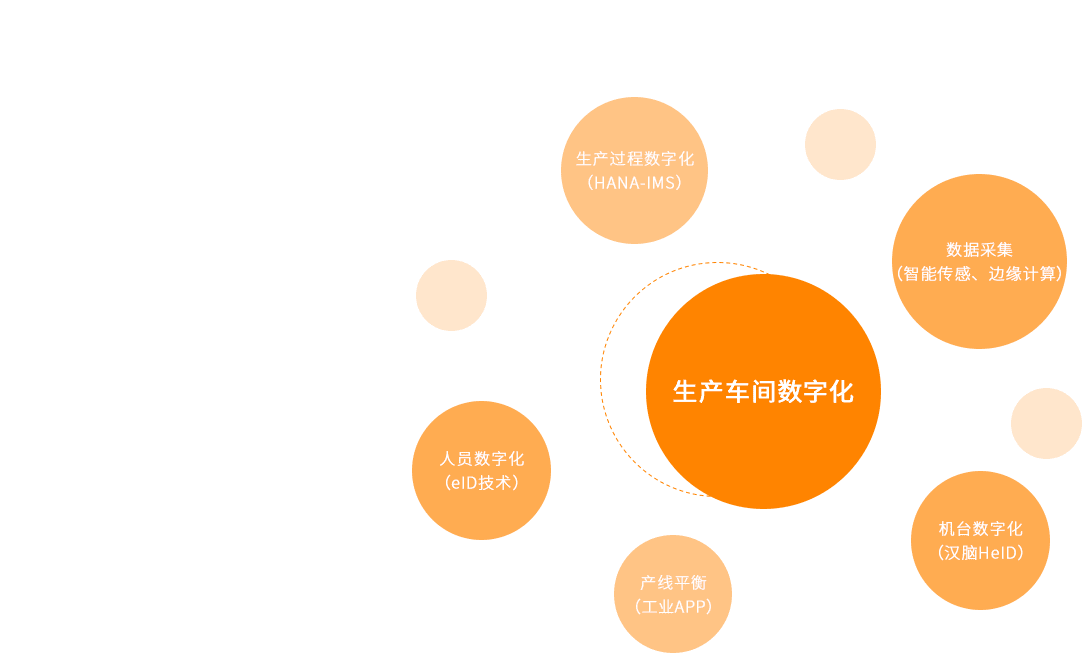 生产过程数字化
（HANA-IMS）
数据采集
（智能传感、边缘计算）
生产车间数字化
人员数字化
（eID技术）
机台数字化
（汉脑HeID）
产线平衡
（工业APP）